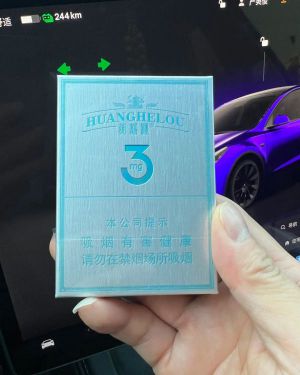 244 km
HUANGHELOU
黄鹤楼
3
mg
本公司提示
吸烟有害健康
请勿在禁烟场所吸烟